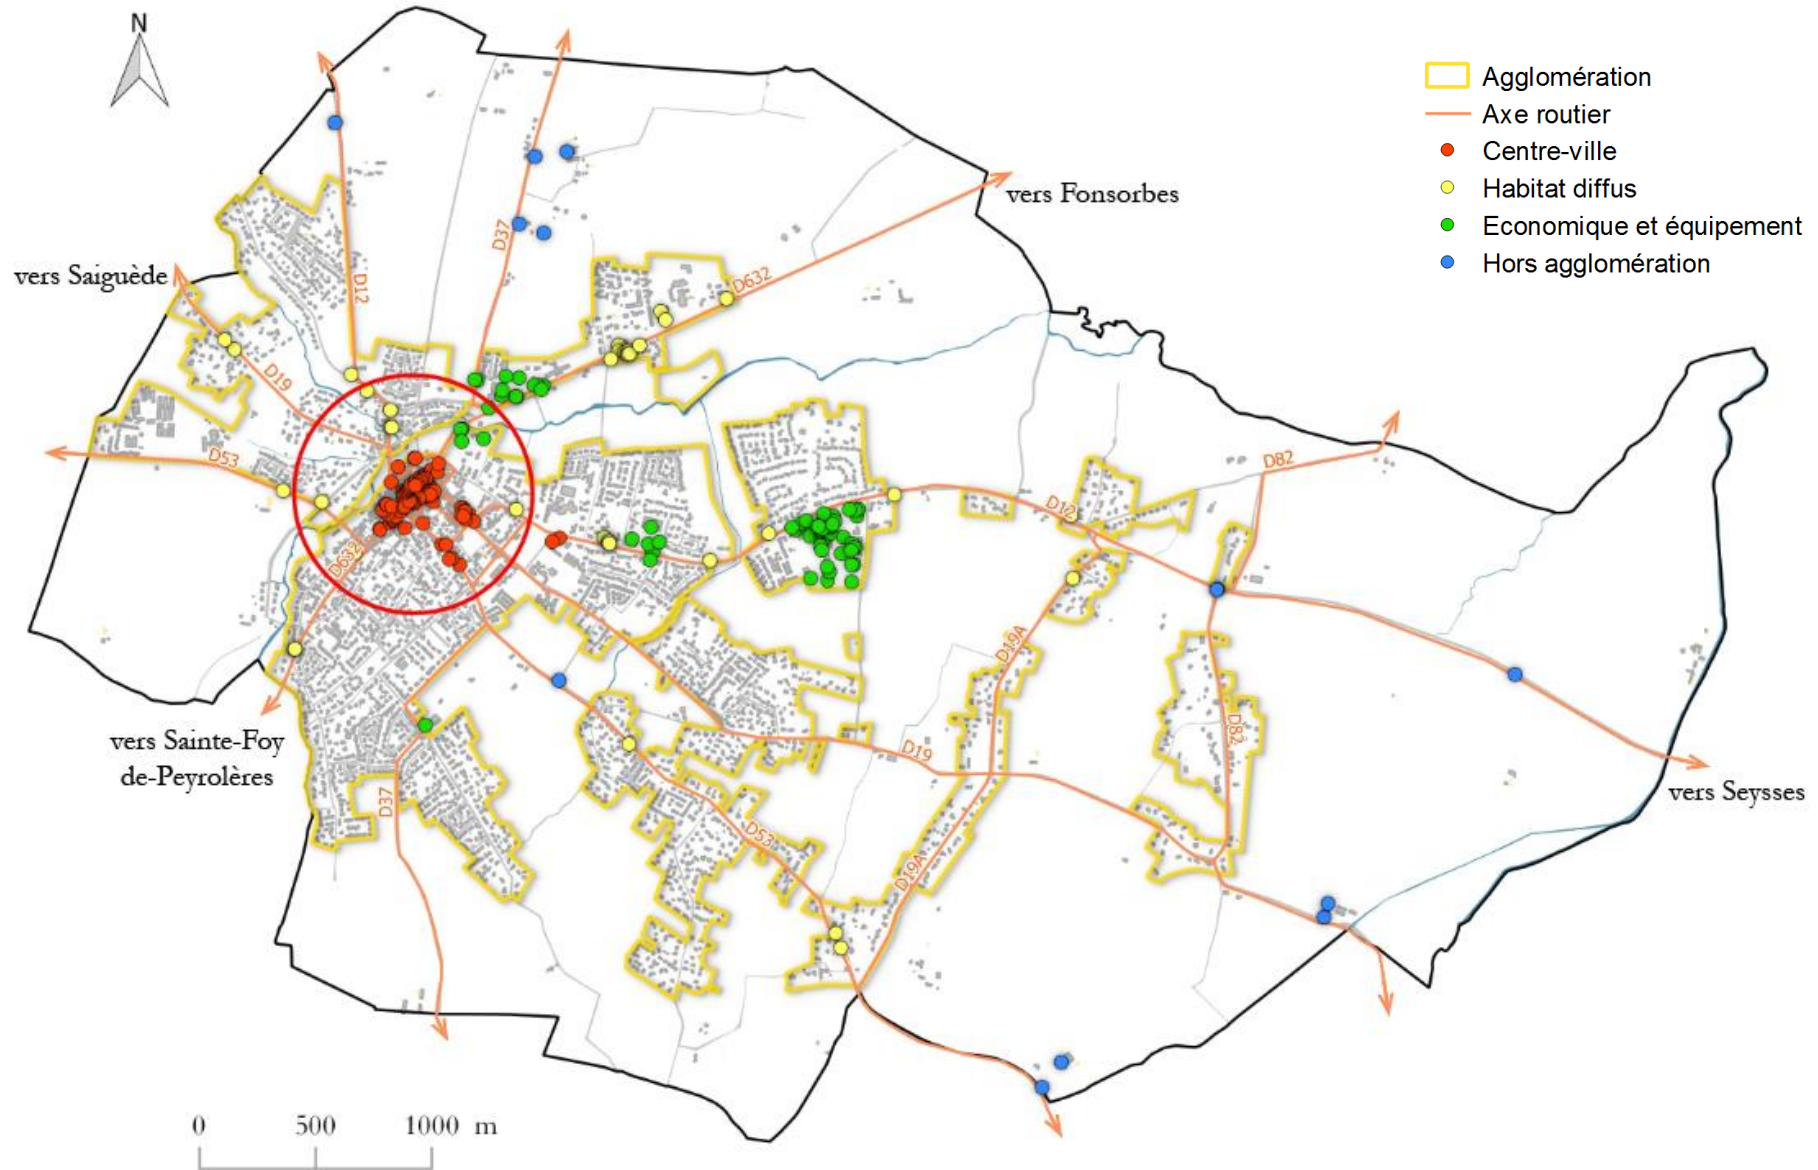 N
Agglomération
Axe routier
Centre-ville
Habitat diffus
Economique et équipement
Hors agglomération
vers Fonsorbes
D37
D632
vers Saiguède
D12
D19
D53
D82
D12
D632
D19A
vers Sainte-Foy
de-Peyrolères
D82
D19
vers Seysses
D37
D53
D19A
0 500 1000 m